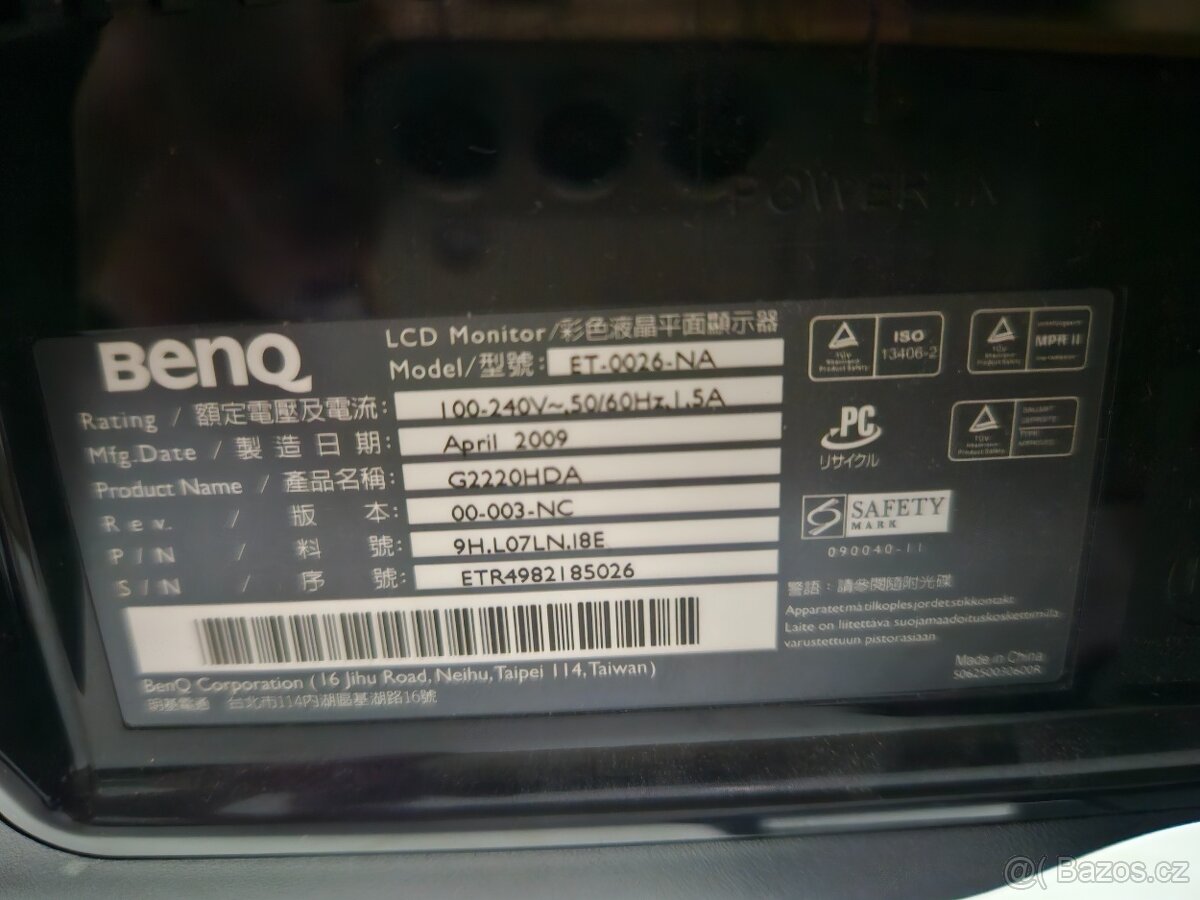 POWER IN
BenQ
LCD Monitor/彩色液晶平面顯示器
Model/型號: ET-0026-NA
Rating / 額定電壓及電流: 100-240V~,50/60Hz,1.5A
Mfg.Date / 製造日期: April 2009
Product Name / 產品名稱: G2220HDA
Rev. / 版本: 00-003-NC
P/N / 料號: 9H.L07LN.I8E
S/N / 序號: ETR4982185026
BenQ Corporation (16 Jihu Road, Neihu, Taipei 114, Taiwan)
明基電通 台北市114內湖區基湖路16號
TÜV
ISO
13406-2
TÜV
MPR II
PC
リサイクル
TÜV
SAFETY
MARK
090040-11
警語：請參閱隨附光碟
Apparatet må tilkoples jordet stikkontakt
Laite on liitettävä suojamaadoituskoskettimilla
varustettuun pistorasiaan
Made in China
S06250030600R
@( Bazos.cz